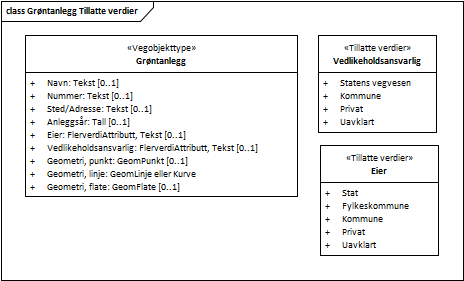 class Grøntanlegg Tillatte verdier
«Vegobjekttype»
Grøntanlegg
+ Navn: Tekst [0..1]
+ Nummer: Tekst [0..1]
+ Sted/Adresse: Tekst [0..1]
+ Anleggsår: Tall [0..1]
+ Eier: FlerverdiAttributt, Tekst [0..1]
+ Vedlikeholdsansvarlig: FlerverdiAttributt, Tekst [0..1]
+ Geometri, punkt: GeomPunkt [0..1]
+ Geometri, linje: GeomLinje eller Kurve
+ Geometri, flate: GeomFlate [0..1]
«Tillatte verdier»
Vedlikeholdsansvarlig
+ Statens vegvesen
+ Kommune
+ Privat
+ Uavklart
«Tillatte verdier»
Eier
+ Stat
+ Fylkeskommune
+ Kommune
+ Privat
+ Uavklart